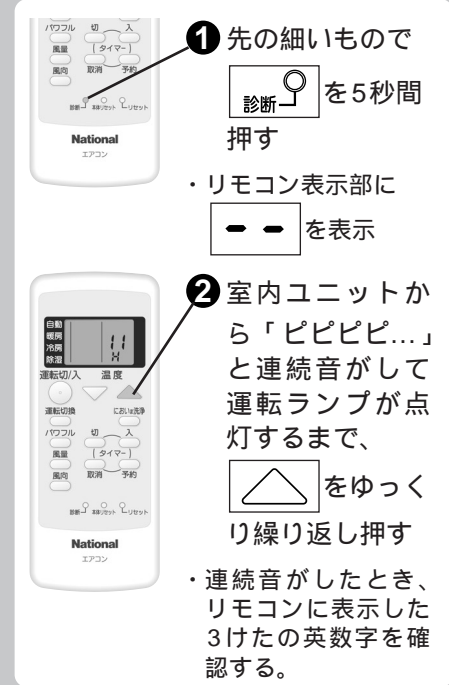 パワフル 切 入
風量 (タイマー)
風向 取消 予約
診断 本体リセット リセット
National
エアコン
❶ 先の細いもので
診断 を5秒間
押す
・リモコン表示部に
- - を表示
自動
暖房
冷房
除湿
11
H
運転切/入 温度
運転切換 におい洗浄
パワフル 切 入
風量 (タイマー)
風向 取消 予約
診断 本体リセット リセット
National
エアコン
❷ 室内ユニットか
ら「ピピピピ…」
と連続音がして
運転ランプが点
灯するまで、
△ をゆっく
り繰り返し押す
・連続音がしたとき、
リモコンに表示した
3けたの英数字を確
認する。